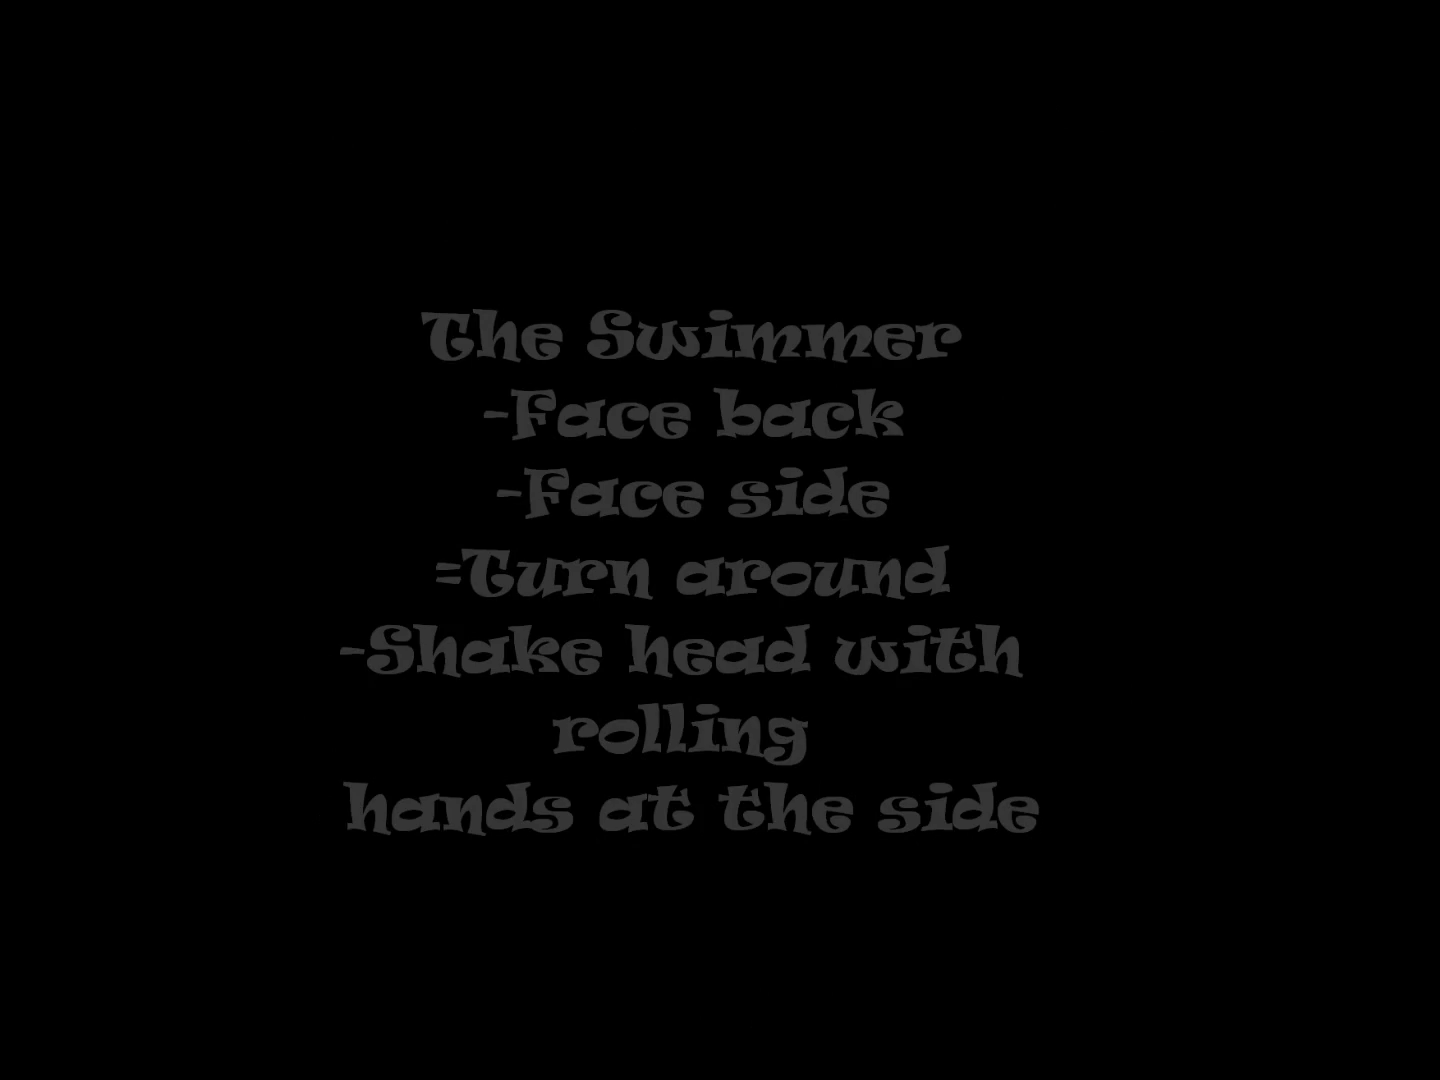 The Swimmer
-Face back
-Face side
=Turn around
-Shake head with
rolling
hands at the side